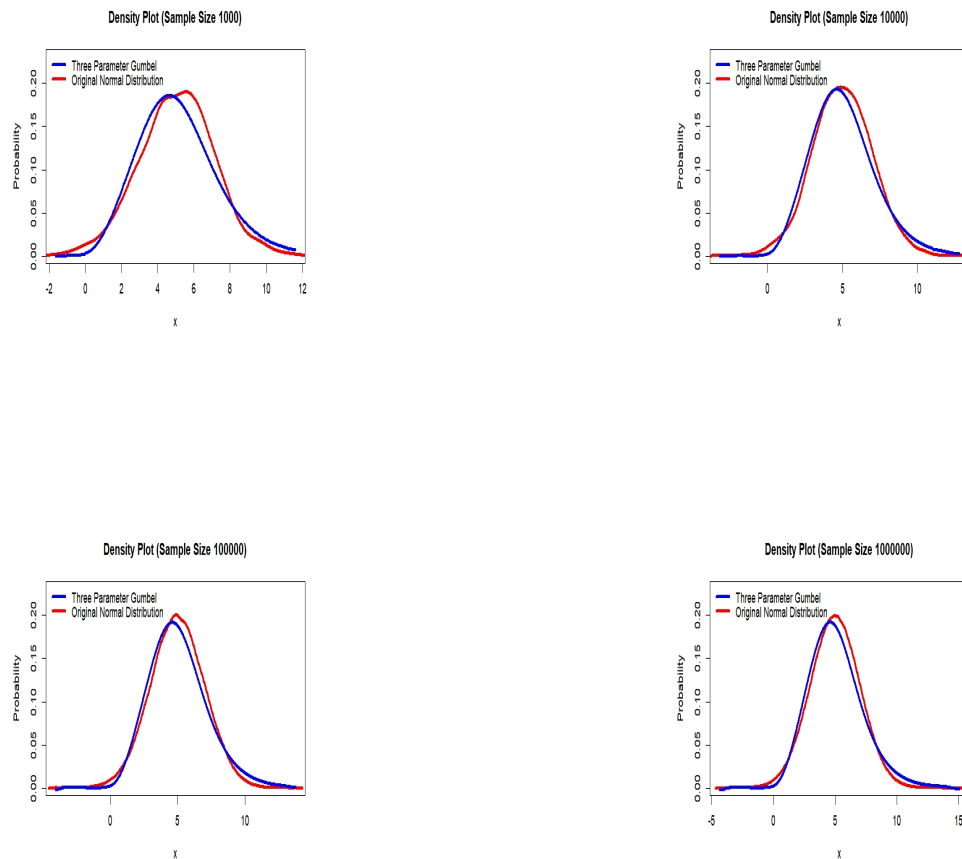 Density Plot (Sample Size 1000)
Three Parameter Gumbel
Original Normal Distribution
Probability
0.00 0.05 0.10 0.15 0.20
-2 0 2 4 6 8 10 12
X
Density Plot (Sample Size 10000)
Three Parameter Gumbel
Original Normal Distribution
Probability
0.00 0.05 0.10 0.15 0.20
0 5 10
X
Density Plot (Sample Size 100000)
Three Parameter Gumbel
Original Normal Distribution
Probability
0.00 0.05 0.10 0.15 0.20
0 5 10
X
Density Plot (Sample Size 1000000)
Three Parameter Gumbel
Original Normal Distribution
Probability
0.00 0.05 0.10 0.15 0.20
-5 0 5 10 15
X